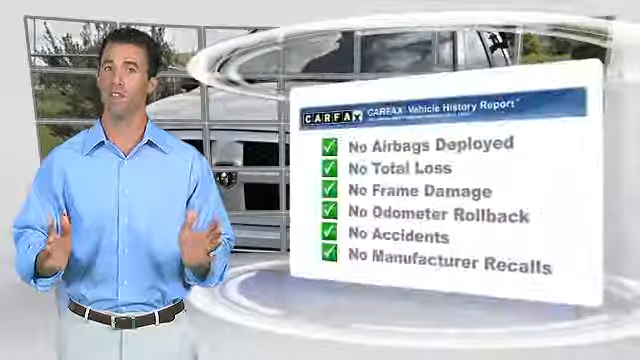 CARFAX CARFAX Vehicle History Report™
No Airbags Deployed
No Total Loss
No Frame Damage
No Odometer Rollback
No Accidents
No Manufacturer Recalls